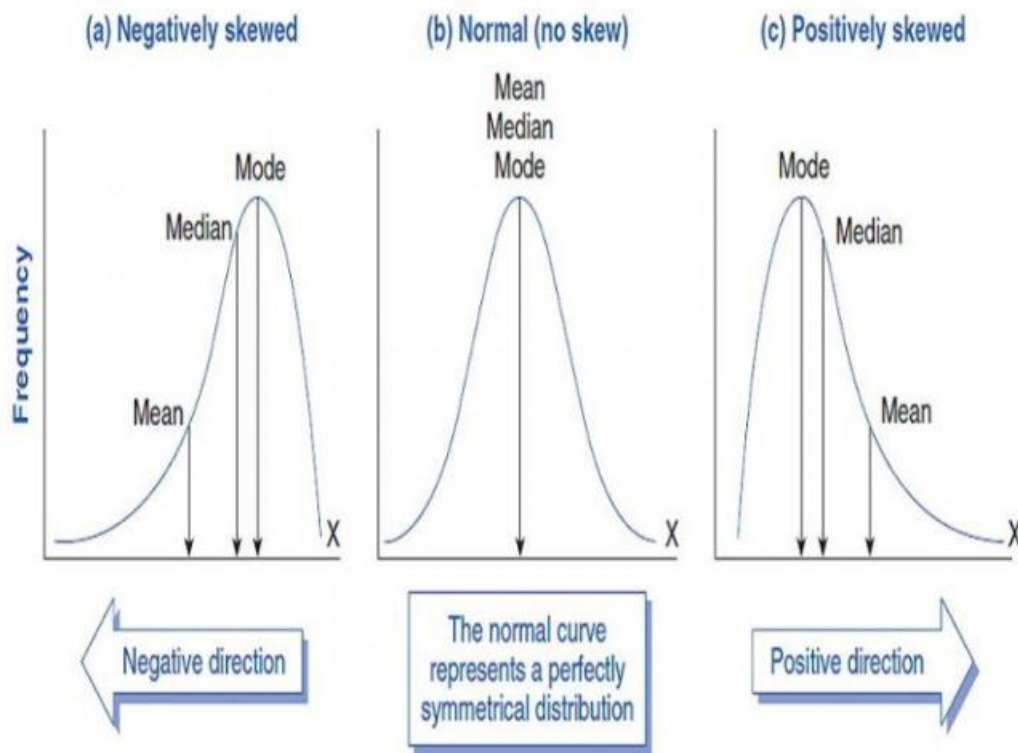 (a) Negatively skewed
(b) Normal (no skew)
(c) Positively skewed
Frequency
Mode
Median
Mean
X
Mean
Median
Mode
X
Mode
Median
Mean
X
Negative direction
The normal curve
represents a perfectly
symmetrical distribution
Positive direction